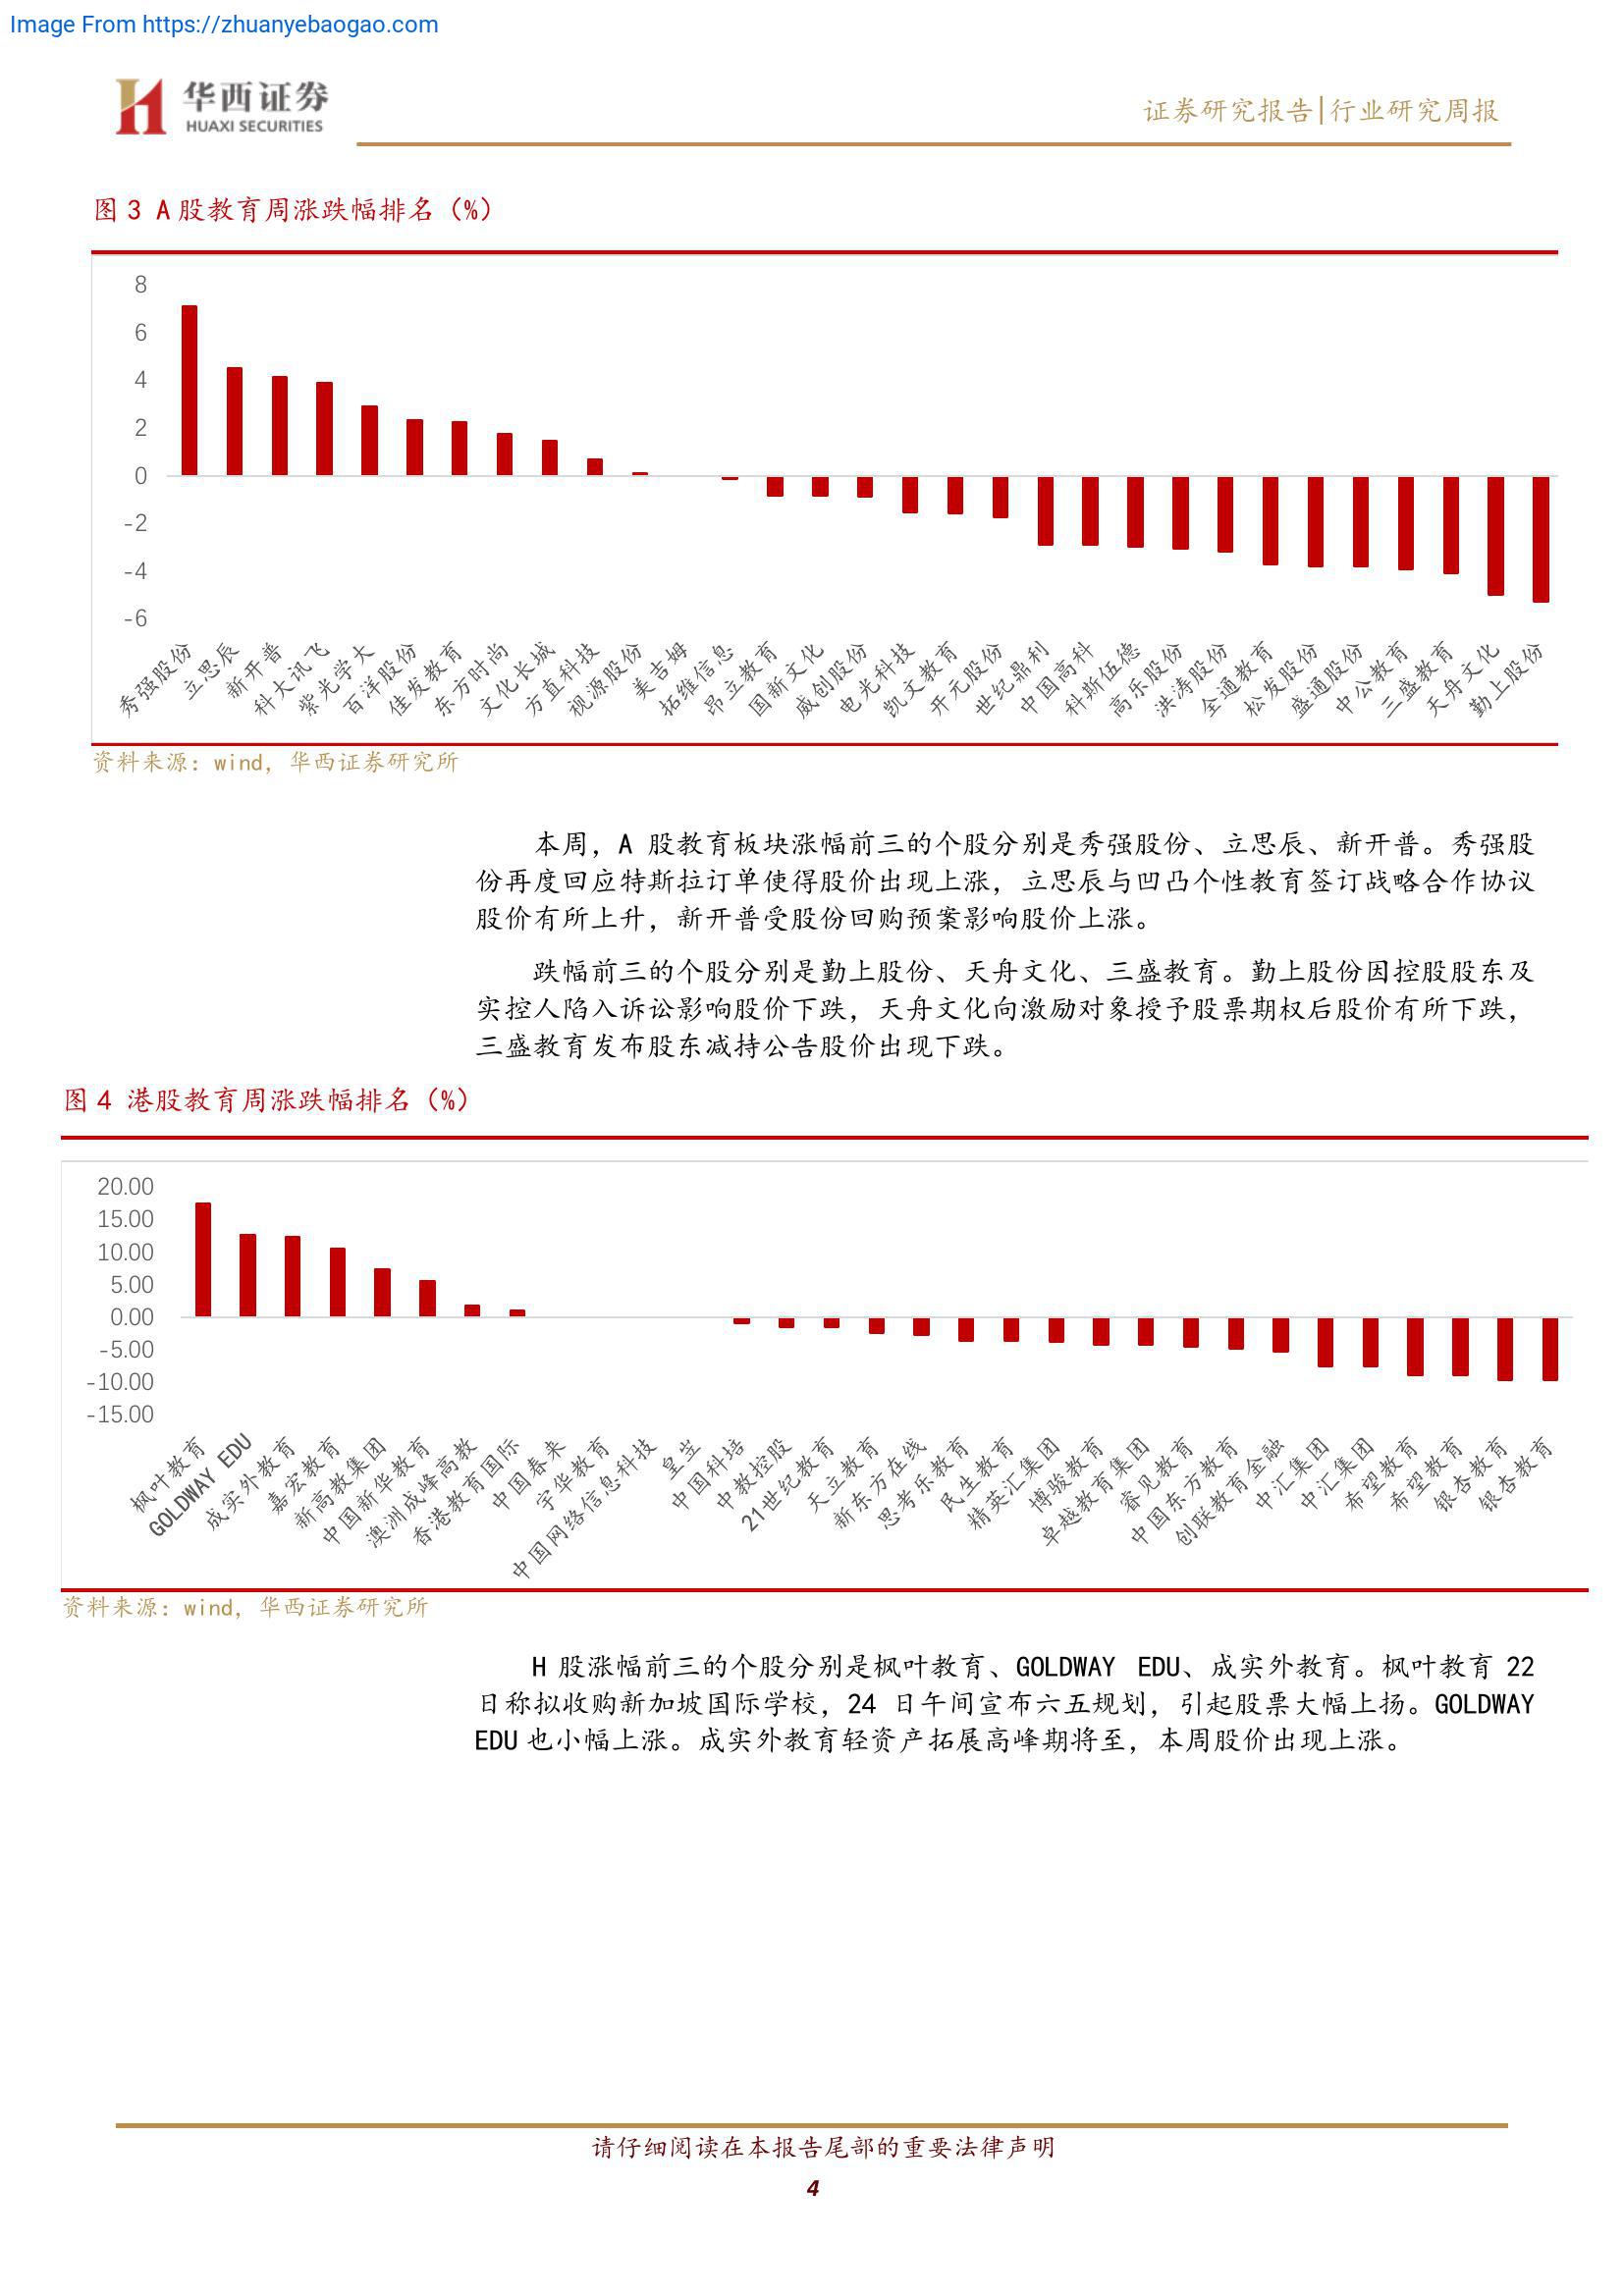 Image From https://zhuanyebaogao.com
华西证券
HUAXI SECURITIES
证券研究报告|行业研究周报
图 3 A 股教育周涨跌幅排名（%）
8
6
4
2
0
-2
-4
-6
秀强股份
立思辰
新开普
科大讯飞
紫光学大
百洋股份
佳发教育
东方时尚
文化长城
方直科技
视源股份
美吉姆
拓维信息
昂立教育
国新文化
威创股份
电光科技
凯文教育
开元股份
世纪鼎利
中国高科
科斯伍德
高乐股份
洪涛股份
全通教育
松发股份
盛通股份
中公教育
三盛教育
天舟文化
勤上股份
资料来源：wind，华西证券研究所
本周，A 股教育板块涨幅前三的个股分别是秀强股份、立思辰、新开普。秀强股
份再度回应特斯拉订单使得股价出现上涨，立思辰与凹凸个性教育签订战略合作协议
股价有所上升，新开普受股份回购预案影响股价上涨。
跌幅前三的个股分别是勤上股份、天舟文化、三盛教育。勤上股份因控股股东及
实控人陷入诉讼影响股价下跌，天舟文化向激励对象授予股票期权后股价有所下跌，
三盛教育发布股东减持公告股价出现下跌。
图 4 港股教育周涨跌幅排名（%）
20.00
15.00
10.00
5.00
0.00
-5.00
-10.00
-15.00
枫叶教育
GOLDWAY EDU
成实外教育
嘉宏教育
新高教集团
中国新华教育
澳洲成峰高教
香港教育国际
中国春来
宇华教育
中国网络信息科技
皇岦
中国科培
中教控股
21世纪教育
天立教育
新东方在线
思考乐教育
民生教育
精英汇集团
博骏教育
卓越教育集团
睿见教育
中国东方教育
创联教育金融
中汇集团
中汇集团
希望教育
希望教育
银杏教育
银杏教育
资料来源：wind，华西证券研究所
H 股涨幅前三的个股分别是枫叶教育、GOLDWAY EDU、成实外教育。枫叶教育 22
日称拟收购新加坡国际学校，24 日午间宣布六五规划，引起股票大幅上扬。GOLDWAY
EDU 也小幅上涨。成实外教育轻资产拓展高峰期将至，本周股价出现上涨。
请仔细阅读在本报告尾部的重要法律声明
4